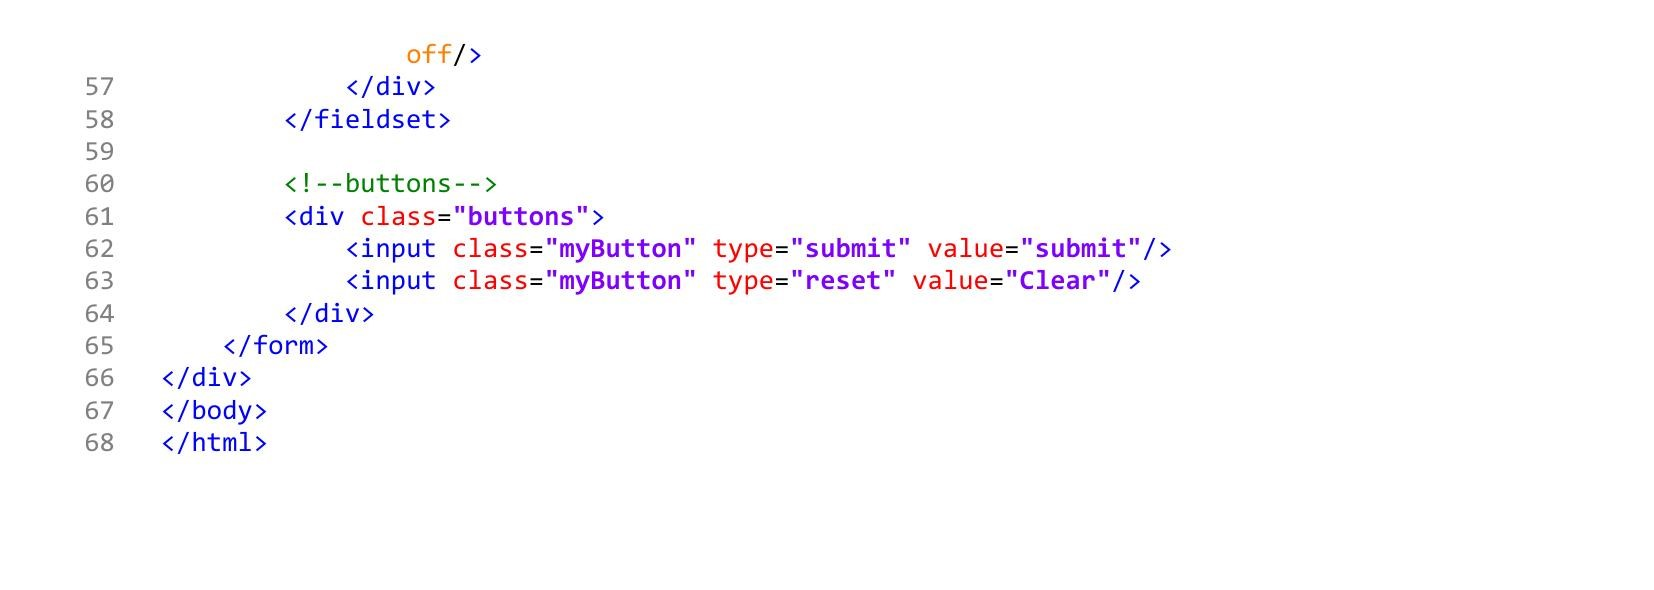 off/>
57 </div>
58 </fieldset>
59
60 <!--buttons-->
61 <div class="buttons">
62 <input class="myButton" type="submit" value="submit"/>
63 <input class="myButton" type="reset" value="Clear"/>
64 </div>
65 </form>
66 </div>
67 </body>
68 </html>